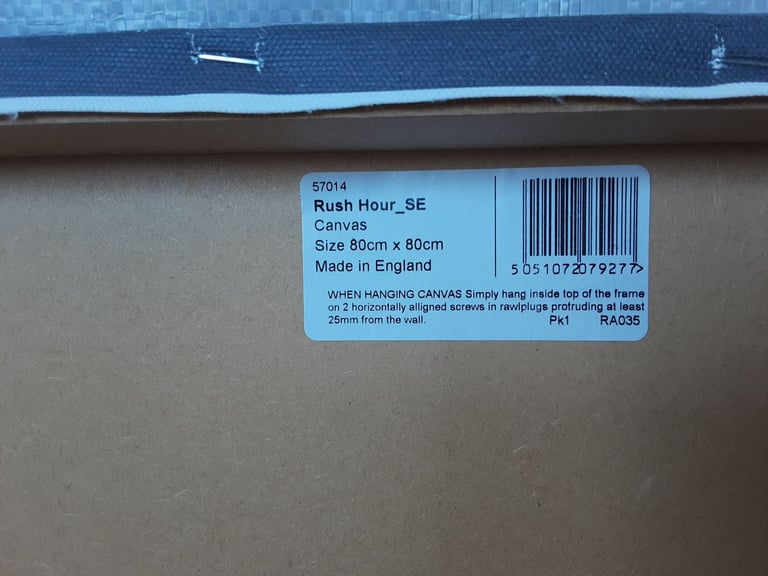 57014
Rush Hour_SE
Canvas
Size 80cm x 80cm
Made in England
5 051072 079277>
WHEN HANGING CANVAS Simply hang inside top of the frame
on 2 horizontally alligned screws in rawlplugs protruding at least
25mm from the wall.
Pk1 RA035